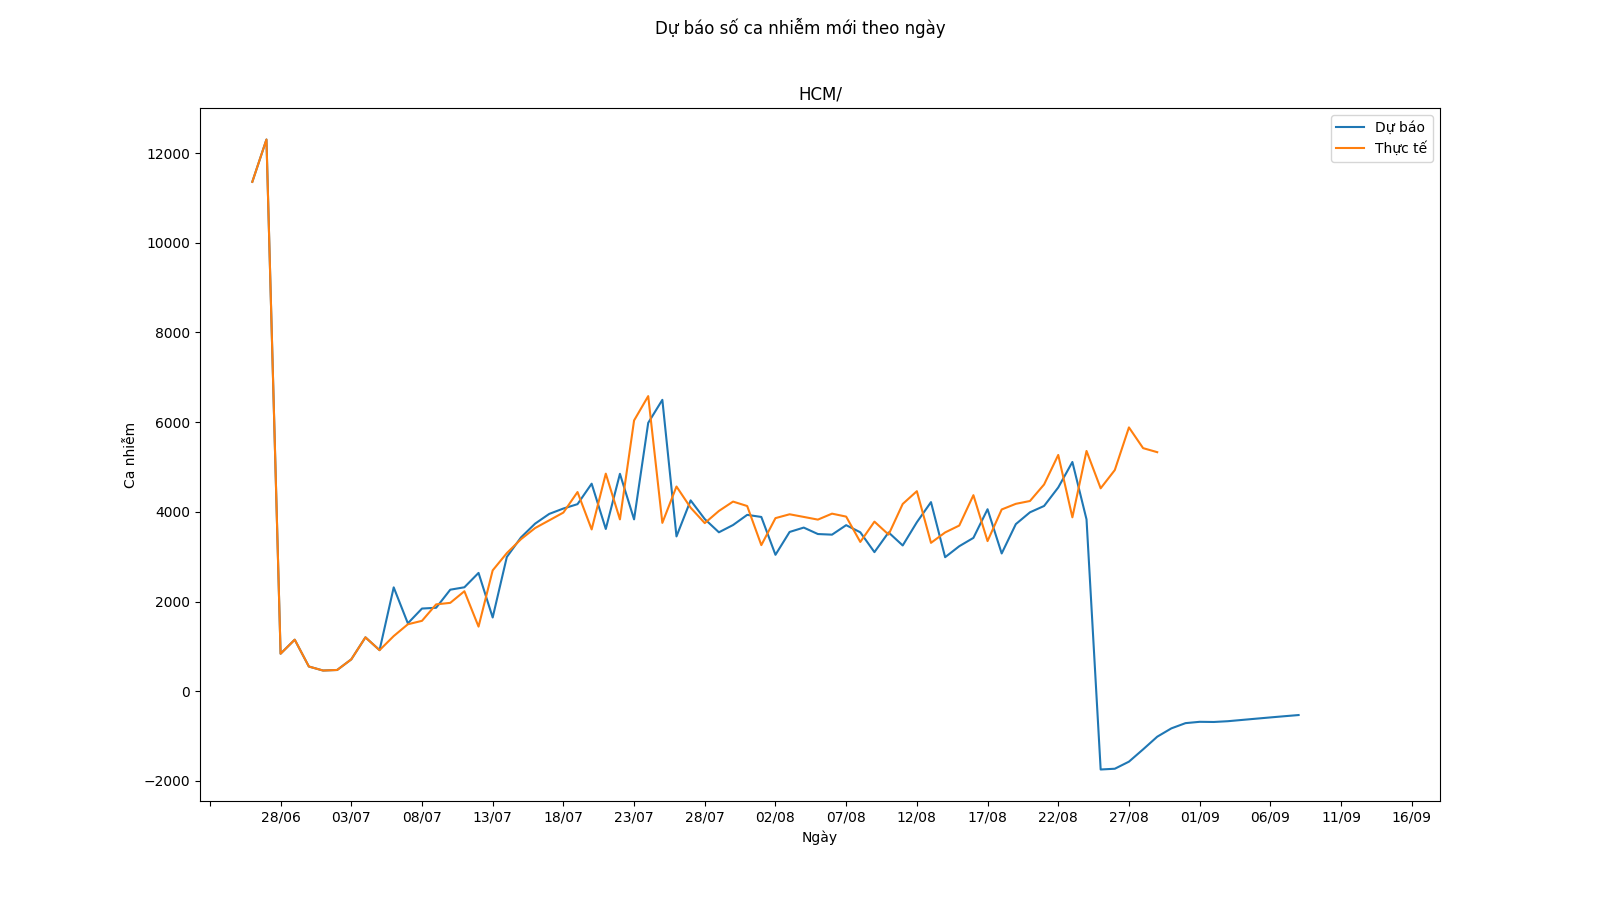 Dự báo số ca nhiễm mới theo ngày
HCM/
Dự báo
Thực tế
12000
10000
8000
6000
4000
2000
0
−2000
Ca nhiễm
28/06 03/07 08/07 13/07 18/07 23/07 28/07 02/08 07/08 12/08 17/08 22/08 27/08 01/09 06/09 11/09 16/09
Ngày